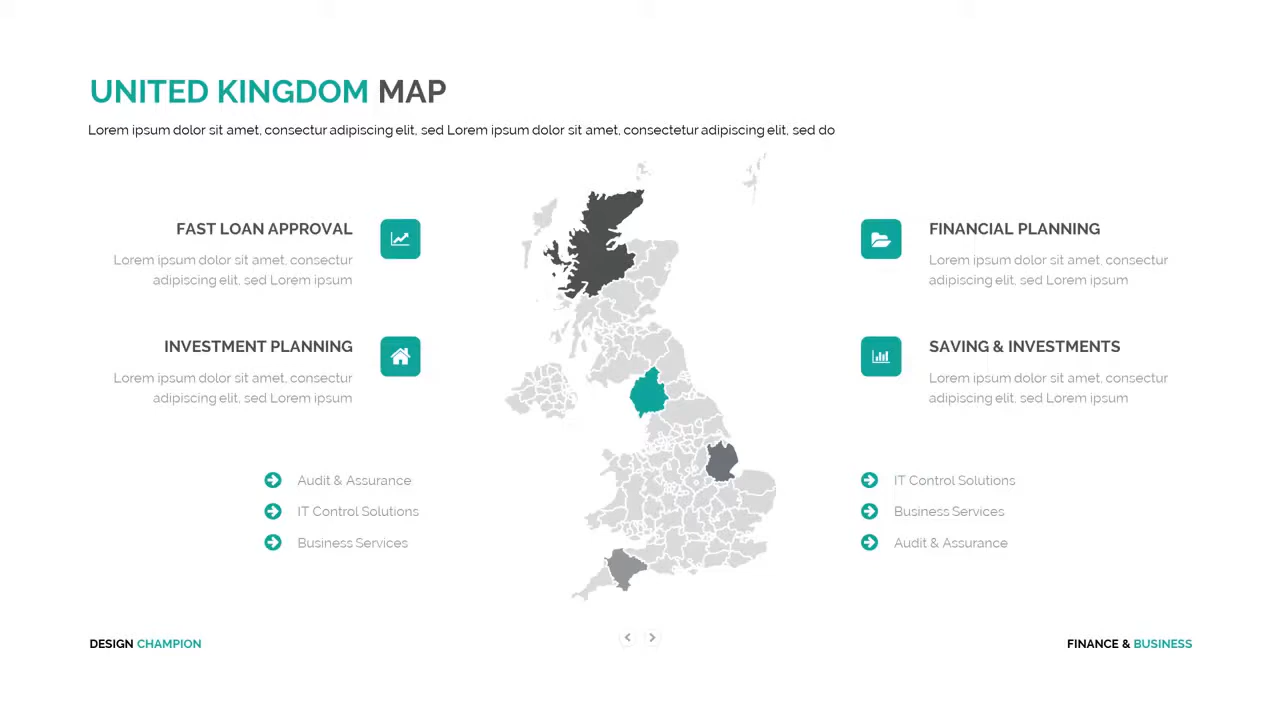 UNITED KINGDOM MAP
Lorem ipsum dolor sit amet, consectur adipiscing elit, sed Lorem ipsum dolor sit amet, consectetur adipiscing elit, sed do
FAST LOAN APPROVAL
Lorem ipsum dolor sit amet, consectur
adipiscing elit, sed Lorem ipsum
INVESTMENT PLANNING
Lorem ipsum dolor sit amet, consectur
adipiscing elit, sed Lorem ipsum
Audit & Assurance
IT Control Solutions
Business Services
FINANCIAL PLANNING
Lorem ipsum dolor sit amet, consectur
adipiscing elit, sed Lorem ipsum
SAVING & INVESTMENTS
Lorem ipsum dolor sit amet, consectur
adipiscing elit, sed Lorem ipsum
IT Control Solutions
Business Services
Audit & Assurance
DESIGN CHAMPION
FINANCE & BUSINESS